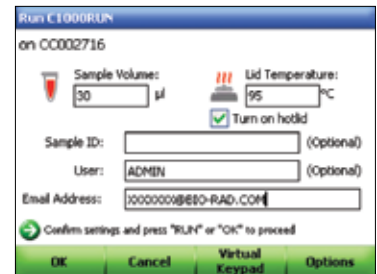 Run C1000RUN
on CC002716
Sample Volume:
30 µl
Lid Temperature:
95 °C
Turn on hotlid
Sample ID: (Optional)
User: ADMIN (Optional)
Email Address: XXXXXXX@BIO-RAD.COM
Confirm settings and press "RUN" or "OK" to proceed
OK Cancel Virtual Keypad Options